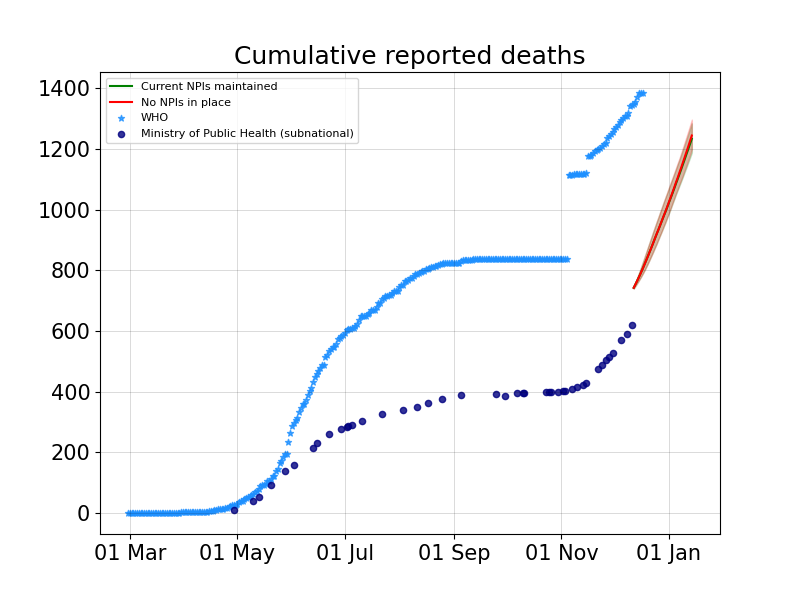 Cumulative reported deaths
Current NPIs maintained
No NPIs in place
WHO
Ministry of Public Health (subnational)
1400
1200
1000
800
600
400
200
0
01 Mar
01 May
01 Jul
01 Sep
01 Nov
01 Jan